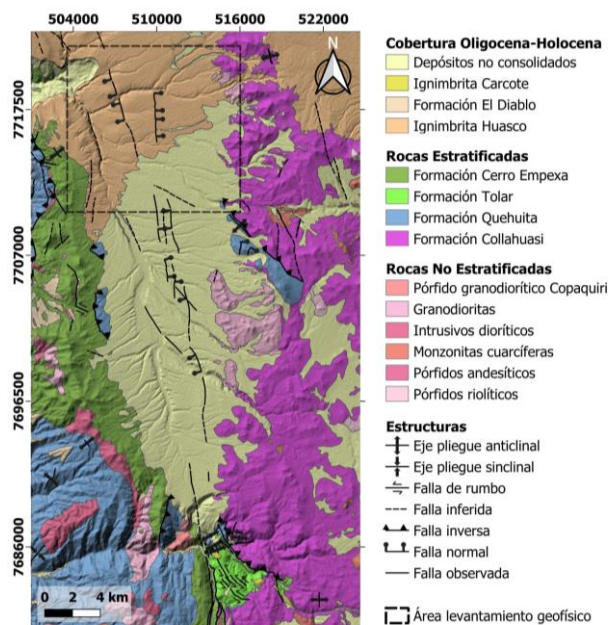 504000 510000 516000 522000
N
7717500
7707000
7696500
7686000
0 2 4 km
Cobertura Oligocena-Holocena
Depósitos no consolidados
Ignimbrita Carcote
Formación El Diablo
Ignimbrita Huasco
Rocas Estratificadas
Formación Cerro Empexa
Formación Tolar
Formación Quehuita
Formación Collahuasi
Rocas No Estratificadas
Pórfido granodiorítico Copaquiri
Granodioritas
Intrusivos dioríticos
Monzonitas cuarcíferas
Pórfidos andesíticos
Pórfidos riolíticos
Estructuras
Eje pliegue anticlinal
Eje pliegue sinclinal
Falla de rumbo
Falla inferida
Falla inversa
Falla normal
Falla observada
Área levantamiento geofísico